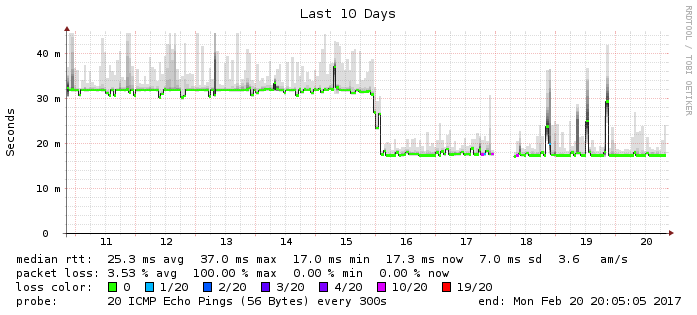 Last 10 Days
RRDTOOL / TOBI OETIKER
Seconds
40 m
30 m
20 m
10 m
0
11 12 13 14 15 16 17 18 19 20
median rtt: 25.3 ms avg 37.0 ms max 17.0 ms min 17.3 ms now 7.0 ms sd 3.6 am/s
packet loss: 3.53 % avg 100.00 % max 0.00 % min 0.00 % now
loss color: 0 1/20 2/20 3/20 4/20 10/20 19/20
probe: 20 ICMP Echo Pings (56 Bytes) every 300s end: Mon Feb 20 20:05:05 2017